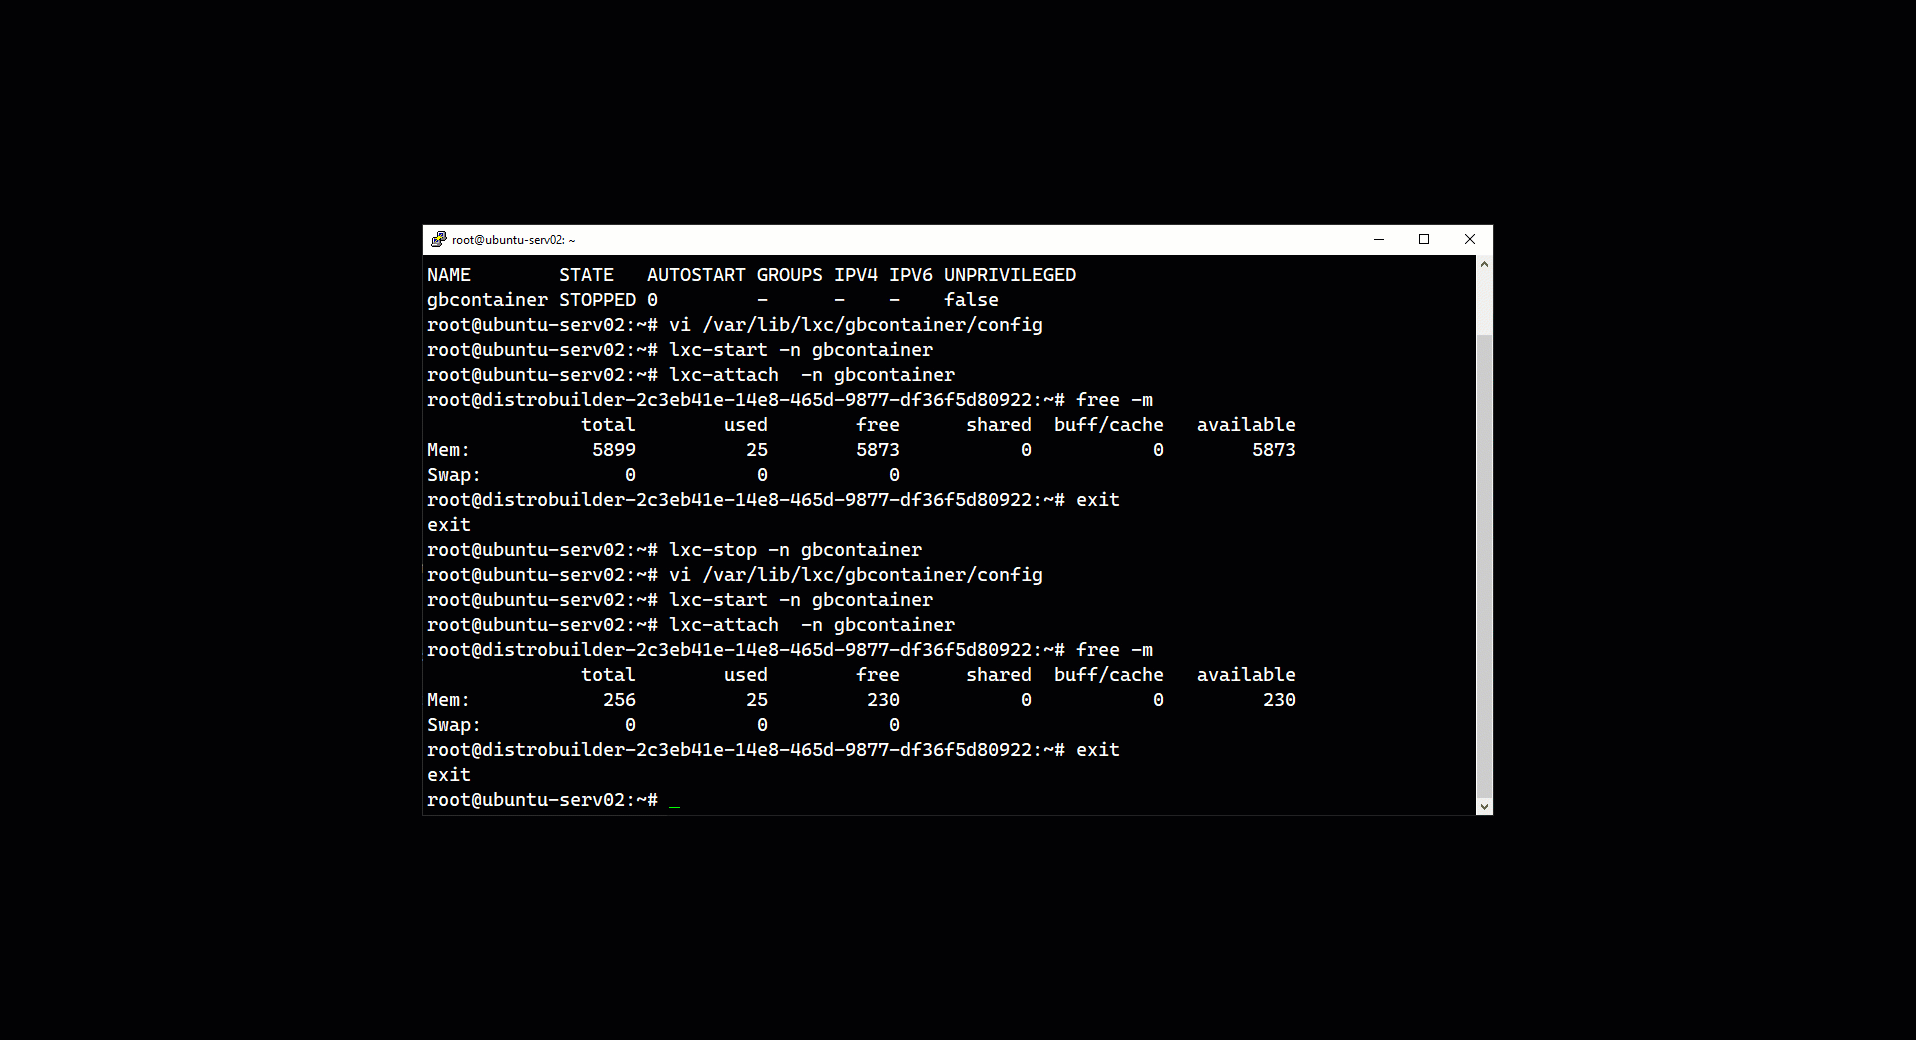 root@ubuntu-serv02: ~
NAME        STATE   AUTOSTART GROUPS IPV4 IPV6 UNPRIVILEGED
gbcontainer STOPPED 0         -      -    -    false
root@ubuntu-serv02:~# vi /var/lib/lxc/gbcontainer/config
root@ubuntu-serv02:~# lxc-start -n gbcontainer
root@ubuntu-serv02:~# lxc-attach  -n gbcontainer
root@distrobuilder-2c3eb41e-14e8-465d-9877-df36f5d80922:~# free -m
              total        used        free      shared  buff/cache   available
Mem:           5899          25        5873           0           0        5873
Swap:             0           0           0
root@distrobuilder-2c3eb41e-14e8-465d-9877-df36f5d80922:~# exit
exit
root@ubuntu-serv02:~# lxc-stop -n gbcontainer
root@ubuntu-serv02:~# vi /var/lib/lxc/gbcontainer/config
root@ubuntu-serv02:~# lxc-start -n gbcontainer
root@ubuntu-serv02:~# lxc-attach  -n gbcontainer
root@distrobuilder-2c3eb41e-14e8-465d-9877-df36f5d80922:~# free -m
              total        used        free      shared  buff/cache   available
Mem:            256          25         230           0           0         230
Swap:             0           0           0
root@distrobuilder-2c3eb41e-14e8-465d-9877-df36f5d80922:~# exit
exit
root@ubuntu-serv02:~# _